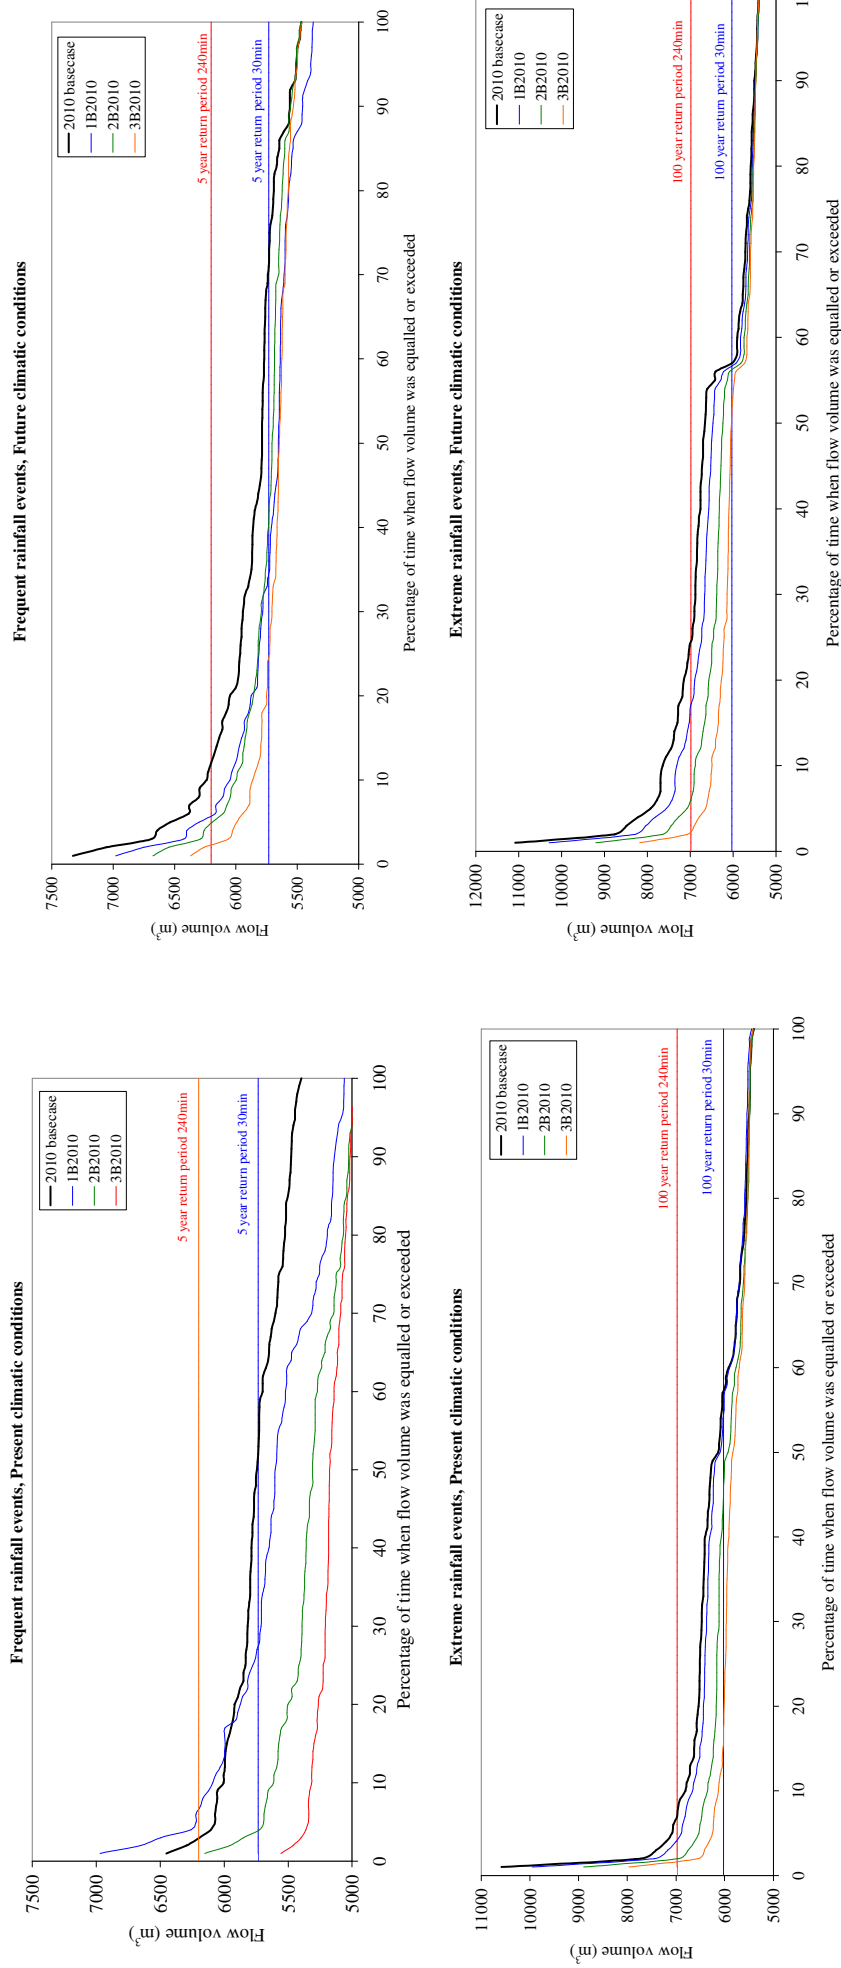 Frequent rainfall events, Present climatic conditions
7500
7000
6500
6000
5500
5000
Flow volume (m³)
0 10 20 30 40 50 60 70 80 90 100
Percentage of time when flow volume was equalled or exceeded
5 year return period 240min
5 year return period 30min
2010 basecase
1B2010
2B2010
3B2010
Frequent rainfall events, Future climatic conditions
7500
7000
6500
6000
5500
5000
Flow volume (m³)
0 10 20 30 40 50 60 70 80 90 100
Percentage of time when flow volume was equalled or exceeded
5 year return period 240min
5 year return period 30min
2010 basecase
1B2010
2B2010
3B2010
Extreme rainfall events, Present climatic conditions
11000
10000
9000
8000
7000
6000
5000
Flow volume (m³)
0 10 20 30 40 50 60 70 80 90 100
Percentage of time when flow volume was equalled or exceeded
100 year return period 240min
100 year return period 30min
2010 basecase
1B2010
2B2010
3B2010
Extreme rainfall events, Future climatic conditions
12000
11000
10000
9000
8000
7000
6000
5000
Flow volume (m³)
0 10 20 30 40 50 60 70 80 90
Percentage of time when flow volume was equalled or exceeded
100 year return period 240min
100 year return period 30min
2010 basecase
1B2010
2B2010
3B2010